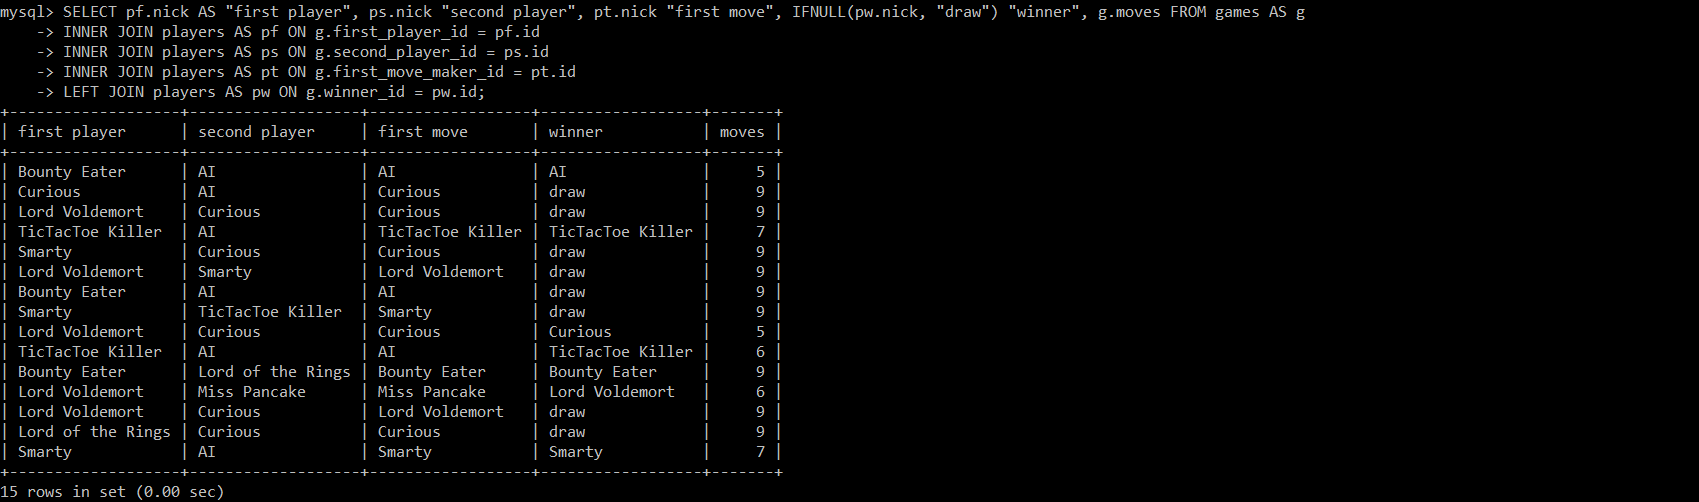 mysql> SELECT pf.nick AS "first player", ps.nick "second player", pt.nick "first move", IFNULL(pw.nick, "draw") "winner", g.moves FROM games AS g
    -> INNER JOIN players AS pf ON g.first_player_id = pf.id
    -> INNER JOIN players AS ps ON g.second_player_id = ps.id
    -> INNER JOIN players AS pt ON g.first_move_maker_id = pt.id
    -> LEFT JOIN players AS pw ON g.winner_id = pw.id;
+-------------------+-------------------+------------------+------------------+-------+
| first player      | second player     | first move       | winner           | moves |
+-------------------+-------------------+------------------+------------------+-------+
| Bounty Eater      | AI                | AI               | AI               |     5 |
| Curious           | AI                | Curious          | draw             |     9 |
| Lord Voldemort    | Curious           | Curious          | draw             |     9 |
| TicTacToe Killer  | AI                | TicTacToe Killer | TicTacToe Killer |     7 |
| Smarty            | Curious           | Curious          | draw             |     9 |
| Lord Voldemort    | Smarty            | Lord Voldemort   | draw             |     9 |
| Bounty Eater      | AI                | AI               | draw             |     9 |
| Smarty            | TicTacToe Killer  | Smarty           | draw             |     9 |
| Lord Voldemort    | Curious           | Curious          | Curious          |     5 |
| TicTacToe Killer  | AI                | AI               | TicTacToe Killer |     6 |
| Bounty Eater      | Lord of the Rings | Bounty Eater     | Bounty Eater     |     9 |
| Lord Voldemort    | Miss Pancake      | Miss Pancake     | Lord Voldemort   |     6 |
| Lord Voldemort    | Curious           | Lord Voldemort   | draw             |     9 |
| Lord of the Rings | Curious           | Curious          | draw             |     9 |
| Smarty            | AI                | Smarty           | Smarty           |     7 |
+-------------------+-------------------+------------------+------------------+-------+
15 rows in set (0.00 sec)